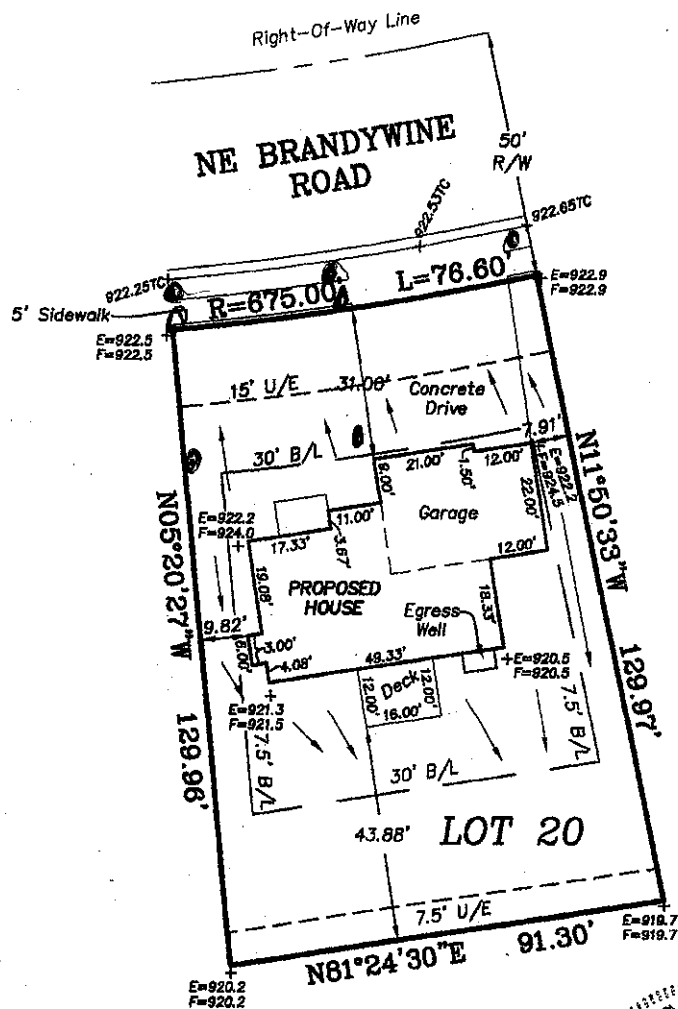 Right-Of-Way Line
NE BRANDYWINE
ROAD
50'
R/W
922.53TC
922.65TC
922.25TC
5' Sidewalk
R=675.00'
L=76.60'
E=922.9
F=922.9
E=922.5
F=922.5
15' U/E
31.00'
Concrete
Drive
7.91'
30' B/L
21.00'
1.50'
12.00'
9.00'
E=922.2
F=924.5
N11°50'33"W
129.97'
Garage
22.00'
11.00'
3.67'
E=922.2
F=924.0
17.33'
12.00'
N05°20'27"W
129.96'
19.08'
PROPOSED
HOUSE
18.33'
Egress
Well
9.82'
6.00'
3.00'
4.08'
49.33'
E=920.5
F=920.5
Deck
12.00'
12.00'
16.00'
E=921.3
F=921.5
7.5' B/L
7.5' B/L
30' B/L
43.88'
LOT 20
7.5' U/E
E=919.7
F=919.7
N81°24'30"E
91.30'
E=920.2
F=920.2